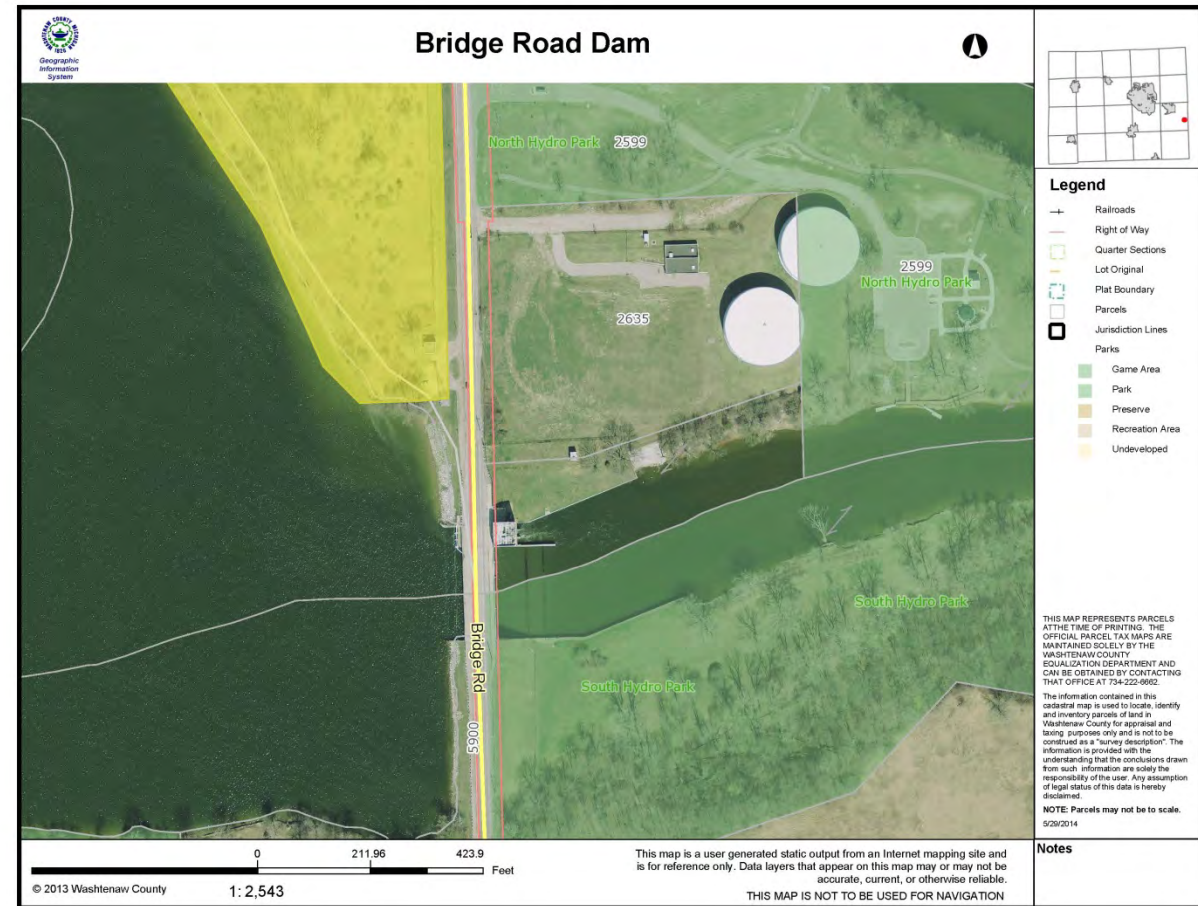 WASHTENAW COUNTY MICHIGAN
1826
Geographic
Information
System
Bridge Road Dam
North Hydro Park 2599
2599
North Hydro Park
2635
South Hydro Park
South Hydro Park
Bridge Rd
5900
Legend
Railroads
Right of Way
Quarter Sections
Lot Original
Plat Boundary
Parcels
Jurisdiction Lines
Parks
Game Area
Park
Preserve
Recreation Area
Undeveloped
THIS MAP REPRESENTS PARCELS
AT THE TIME OF PRINTING. THE
OFFICIAL PARCEL TAX MAPS ARE
MAINTAINED SOLELY BY THE
WASHTENAW COUNTY
EQUALIZATION DEPARTMENT AND
CAN BE OBTAINED BY CONTACTING
THAT OFFICE AT 734-222-6662.
The information contained in this
cadastral map is used to locate, identify
and inventory parcels of land in
Washtenaw County for appraisal and
taxing purposes only and is not to be
construed as a "survey description". The
information is provided with the
understanding that the conclusions drawn
from such information are solely the
responsibility of the user. Any assumption
of legal status of this data is hereby
disclaimed.
NOTE: Parcels may not be to scale.
5/29/2014
Notes
0 211.96 423.9
Feet
© 2013 Washtenaw County
1: 2,543
This map is a user generated static output from an Internet mapping site and
is for reference only. Data layers that appear on this map may or may not be
accurate, current, or otherwise reliable.
THIS MAP IS NOT TO BE USED FOR NAVIGATION